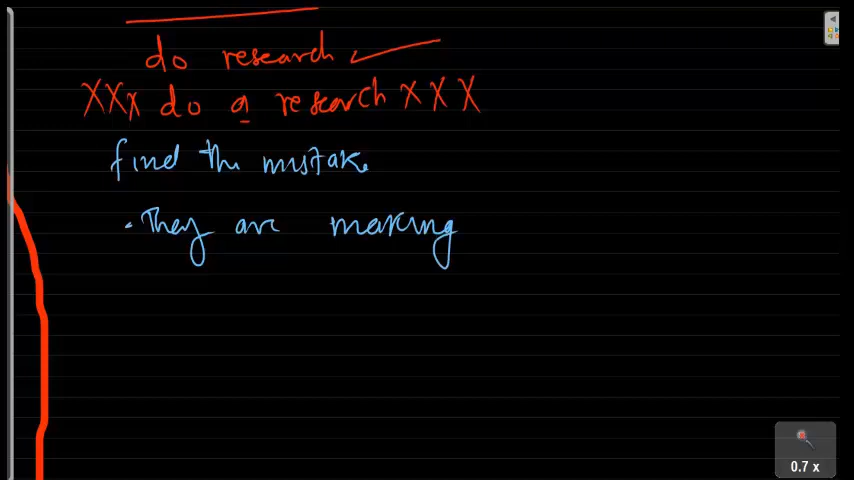 do research
XXX do a research XXX
find the mistake
. They are making
0.7 x